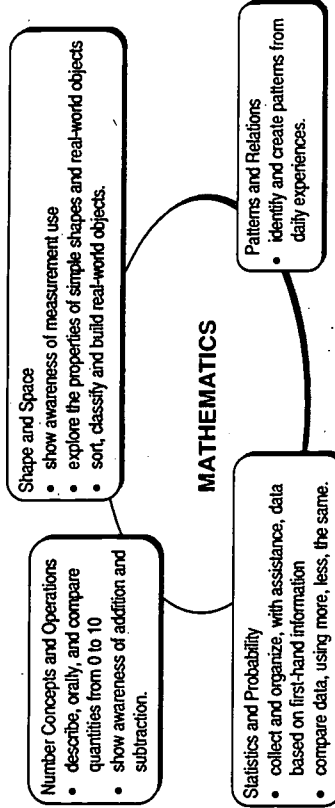 Number Concepts and Operations
• describe, orally, and compare
quantities from 0 to 10
• show awareness of addition and
subtraction.
Shape and Space
• show awareness of measurement use
• explore the properties of simple shapes and real-world objects
• sort, classify and build real-world objects.
MATHEMATICS
Statistics and Probability
• collect and organize, with assistance, data
based on first-hand information
• compare data, using more, less, the same.
Patterns and Relations
• identify and create patterns from
daily experiences.